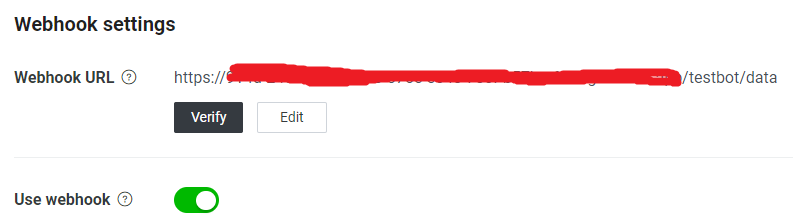 Webhook settings
Webhook URL ? https:// /testbot/data
Verify Edit
Use webhook ?